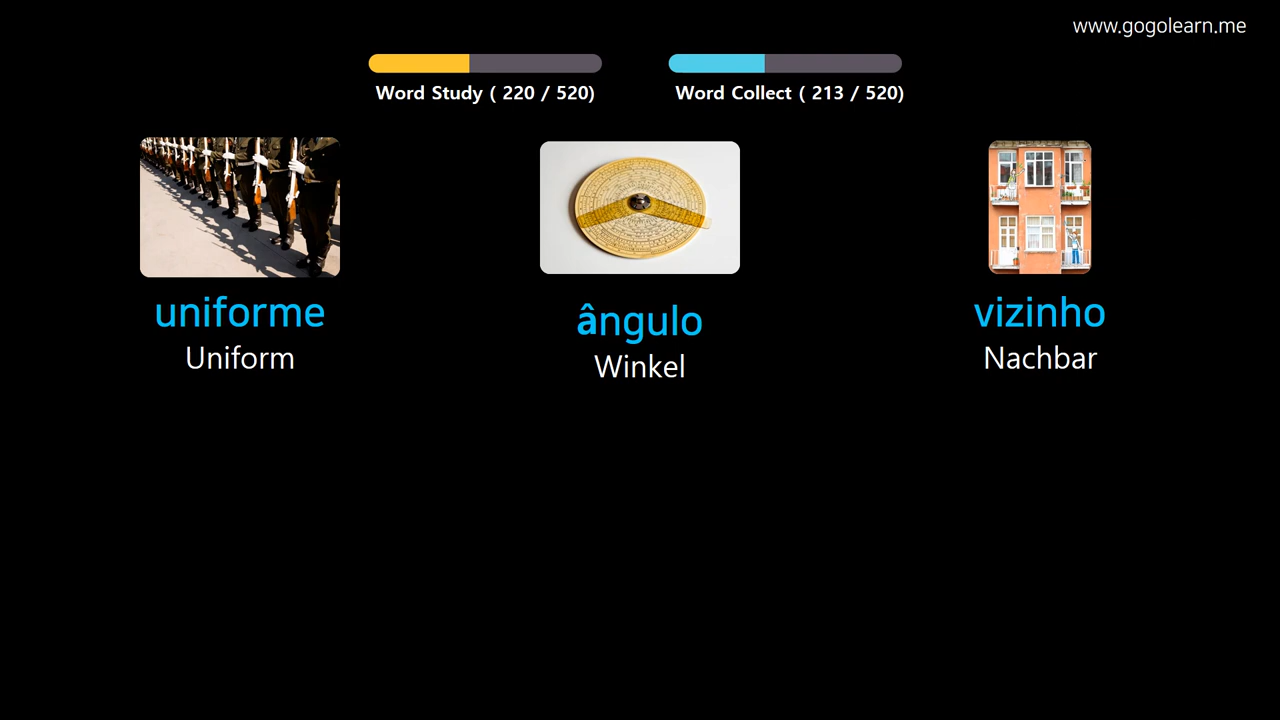 www.gogolearn.me
Word Study ( 220 / 520)
Word Collect ( 213 / 520)
uniforme
Uniform
ângulo
Winkel
vizinho
Nachbar